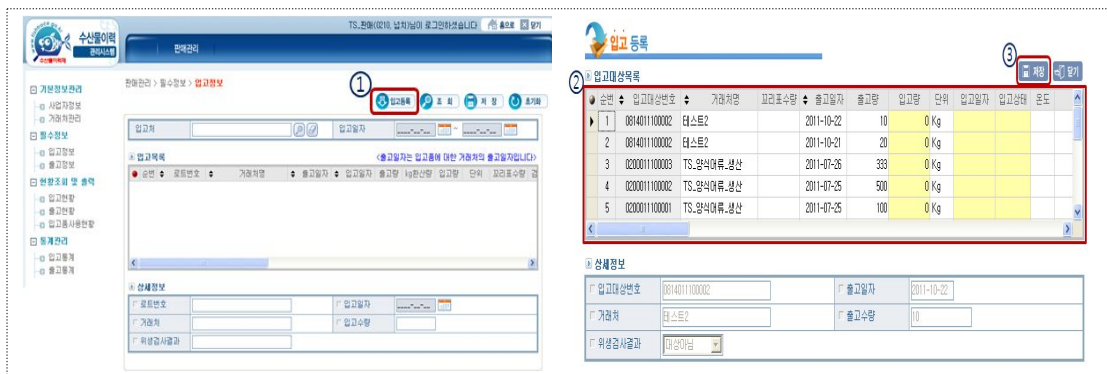 TS_판매(0210, 넙치)님이 로그인하셨습니다 홈으로 닫기
수산물이력
관리시스템
수산물이력제
판매관리
기본정보관리
사업자정보
거래처관리
필수정보
입고정보
출고정보
현황조회 및 출력
입고현황
출고현황
입고품사용현황
통계관리
입고통계
출고통계
판매관리 > 필수정보 > 입고정보
①
입고등록 조 회 저 장 초기화
입고처 입고일자 ____-__-__ ~ ____-__-__
입고목록 <출고일자는 입고품에 대한 거래처의 출고일자입니다>
순번 로트번호 거래처명 출고일자 입고일자 출고량 kg환산량 입고량 단위 꼬리표수량 검
상세정보
로트번호 입고일자 ____-__-__
거래처 입고수량
위생검사결과
입고 등록
③
저장 닫기
② 입고대상목록
순번 입고대상번호 거래처명 꼬리표수량 출고일자 출고량 입고량 단위 입고일자 입고상태 온도
1 0814011100002 테스트2 2011-10-22 10 0 Kg
2 0814011100002 테스트2 2011-10-21 20 0 Kg
3 0200011100003 TS_양식어류_생산 2011-07-26 333 0 Kg
4 0200011100002 TS_양식어류_생산 2011-07-25 500 0 Kg
5 0200011100001 TS_양식어류_생산 2011-07-25 100 0 Kg
상세정보
입고대상번호 0814011100002 출고일자 2011-10-22
거래처 테스트2 출고수량 10
위생검사결과 대상아님